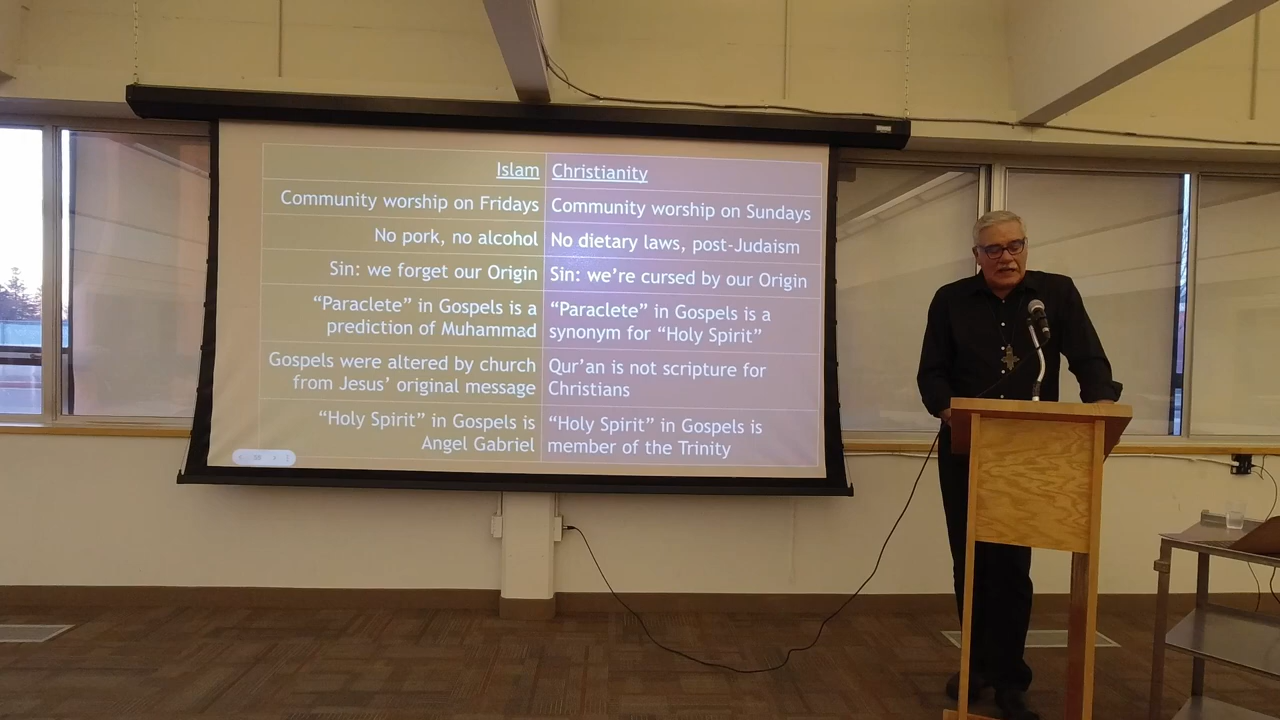 Islam
Christianity
Community worship on Fridays
Community worship on Sundays
No pork, no alcohol
No dietary laws, post-Judaism
Sin: we forget our Origin
Sin: we're cursed by our Origin
“Paraclete” in Gospels is a
prediction of Muhammad
“Paraclete” in Gospels is a
synonym for “Holy Spirit”
Gospels were altered by church
from Jesus’ original message
Qur’an is not scripture for
Christians
“Holy Spirit” in Gospels is
Angel Gabriel
“Holy Spirit” in Gospels is
member of the Trinity